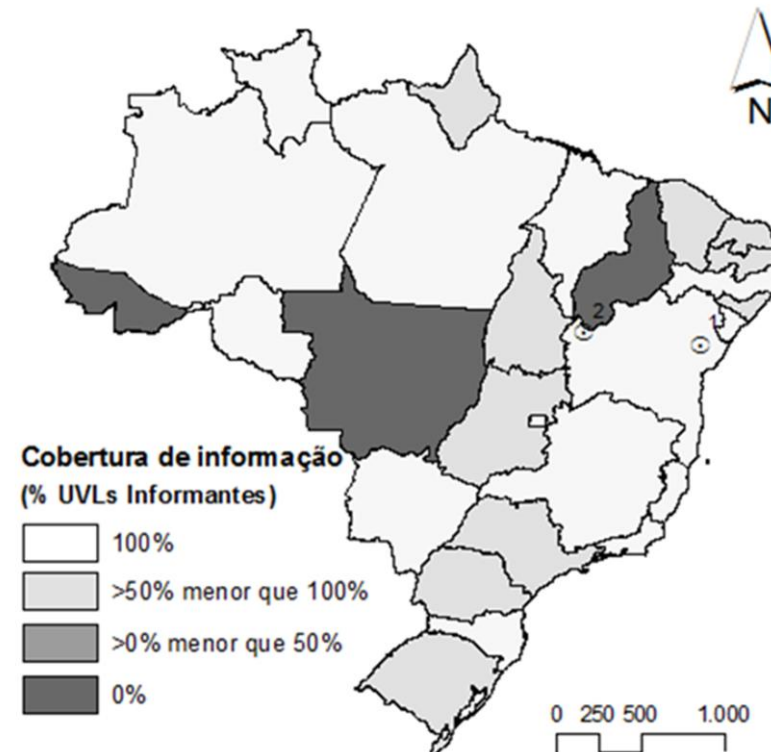 N
2
1
Cobertura de informação
(% UVLs Informantes)
100%
>50% menor que 100%
>0% menor que 50%
0%
0 250 500 1.000